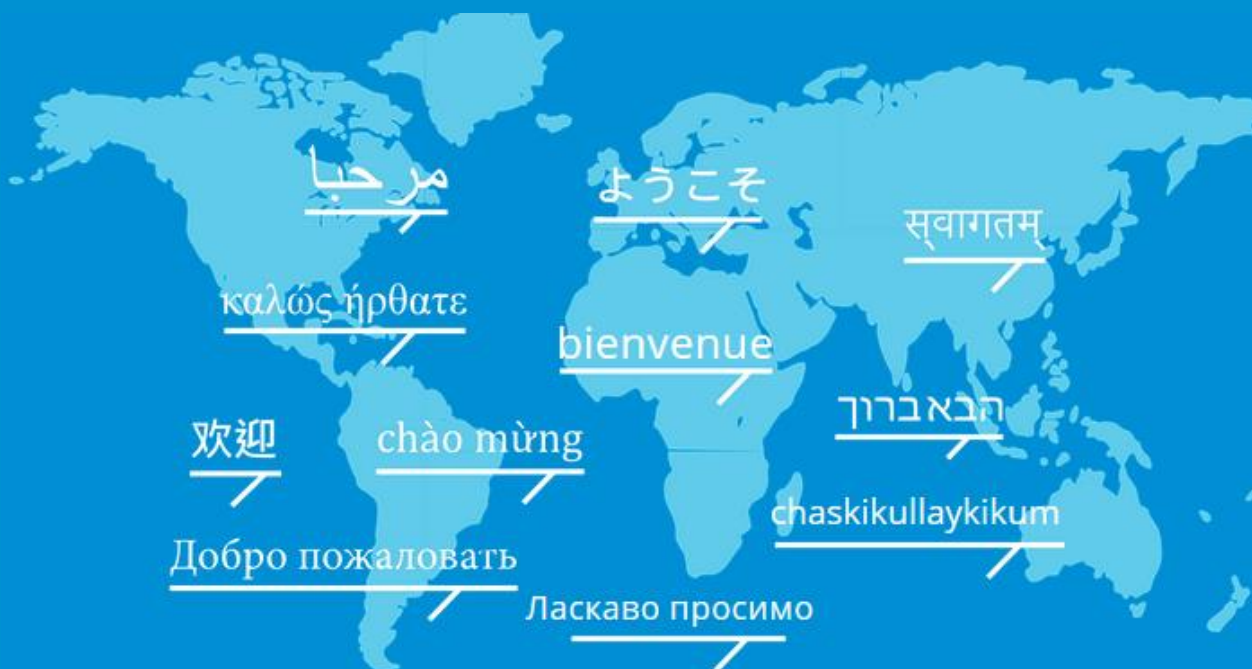 مرحبا
ようこそ
स्वागतम्
καλώς ήρθατε
bienvenue
הבאברוך
欢迎
chào mừng
chaskikullaykikum
Добро пожаловать
Ласкаво просимо